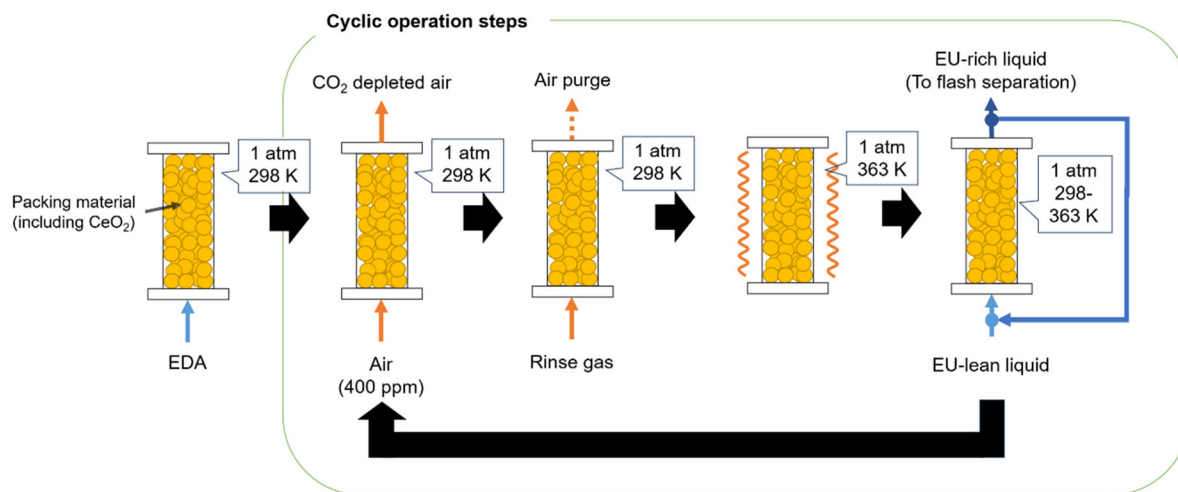 Cyclic operation steps
CO₂ depleted air
Air purge
EU-rich liquid
(To flash separation)
Packing material
(including CeO₂)
1 atm
298 K
1 atm
298 K
1 atm
298 K
1 atm
363 K
1 atm
298-
363 K
EDA
Air
(400 ppm)
Rinse gas
EU-lean liquid